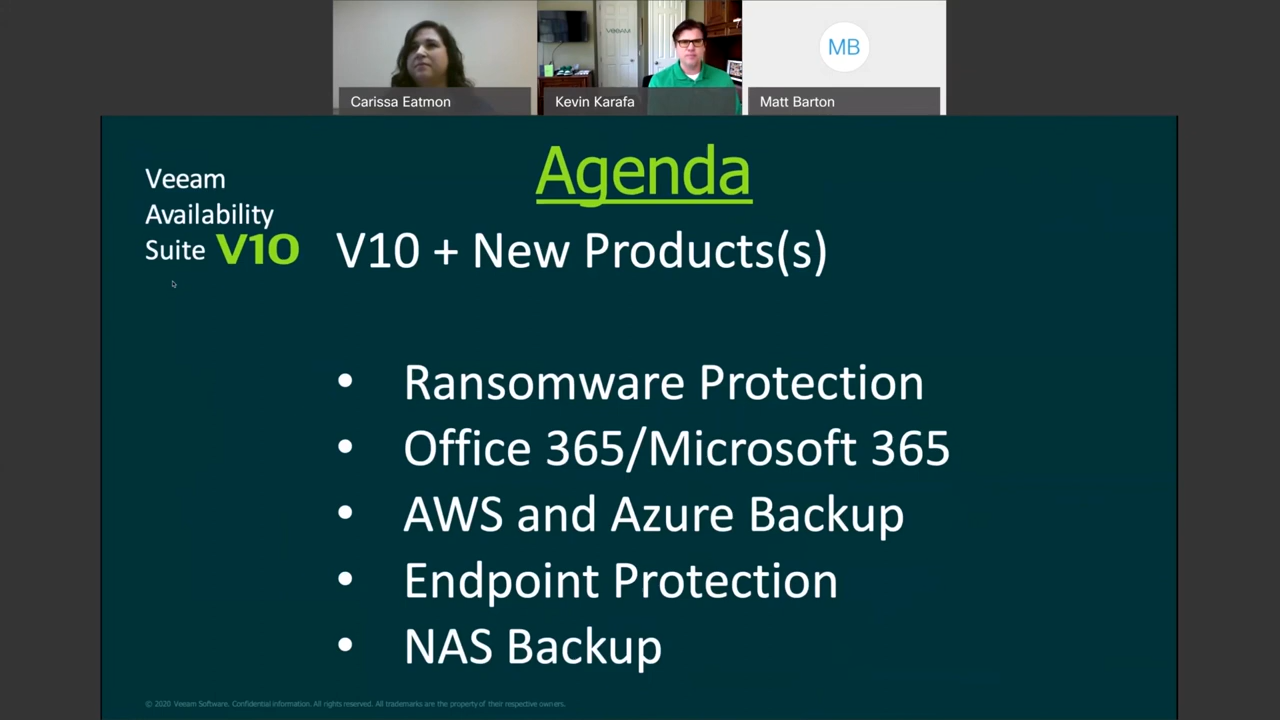 VEEAM
MB
Carissa Eatmon
Kevin Karafa
Matt Barton
Agenda
Veeam
Availability
Suite V10
V10 + New Products(s)
• Ransomware Protection
• Office 365/Microsoft 365
• AWS and Azure Backup
• Endpoint Protection
• NAS Backup
© 2020 Veeam Software. Confidential information. All rights reserved. All trademarks are the property of their respective owners.